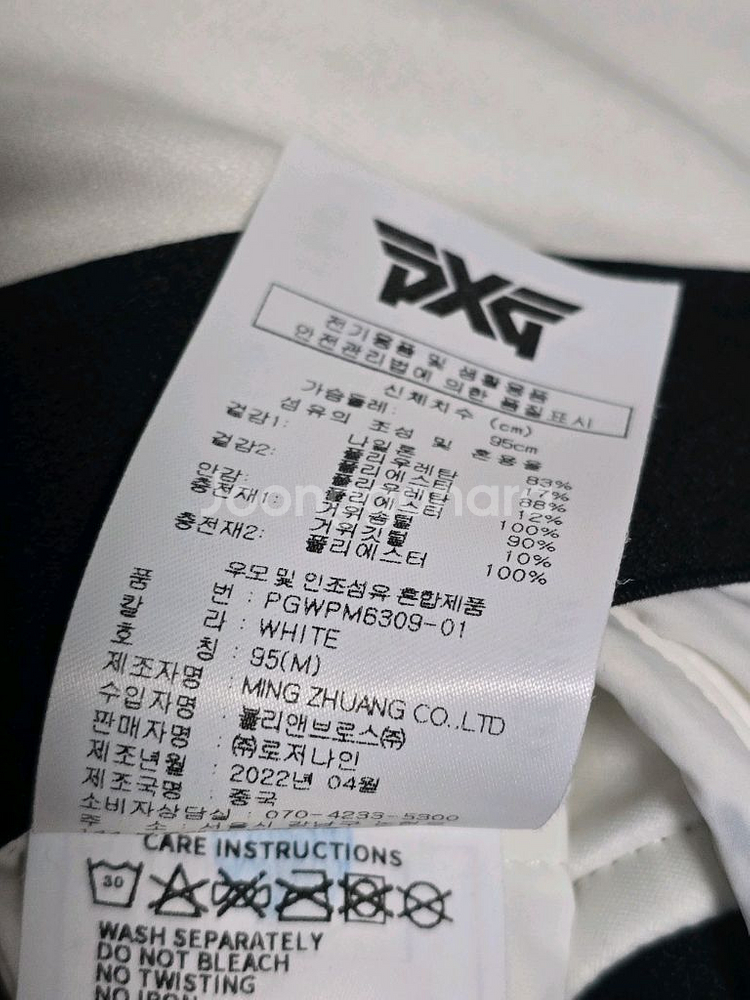 PXG
전기용품 및 생활용품
안전관리법에 의한 품질표시
신체치수 (cm)
가슴둘레: 95cm
섬유의 조성 및 혼용율
겉감1: 나일론 83%
폴리우레탄 17%
겉감2: 폴리에스터 88%
폴리우레탄 12%
안감: 폴리에스터 100%
충전재1: 거위솜털 90%
거위깃털 10%
충전재2: 폴리에스터 100%
우모 및 인조섬유 혼합제품
품 번 : PGWPM6309-01
칼 라 : WHITE
호 칭 : 95(M)
제조자명 : MING ZHUANG CO.,LTD
수입자명 : 폴리앤브로스㈜
판매자명 : ㈜로저나인
제조년월 : 2022년 04월
제조국명 : 중국
소비자상담실 : 070-4233-5300
주 소 :
CARE INSTRUCTIONS
30
WASH SEPARATELY
DO NOT BLEACH
NO TWISTING
NO IRON